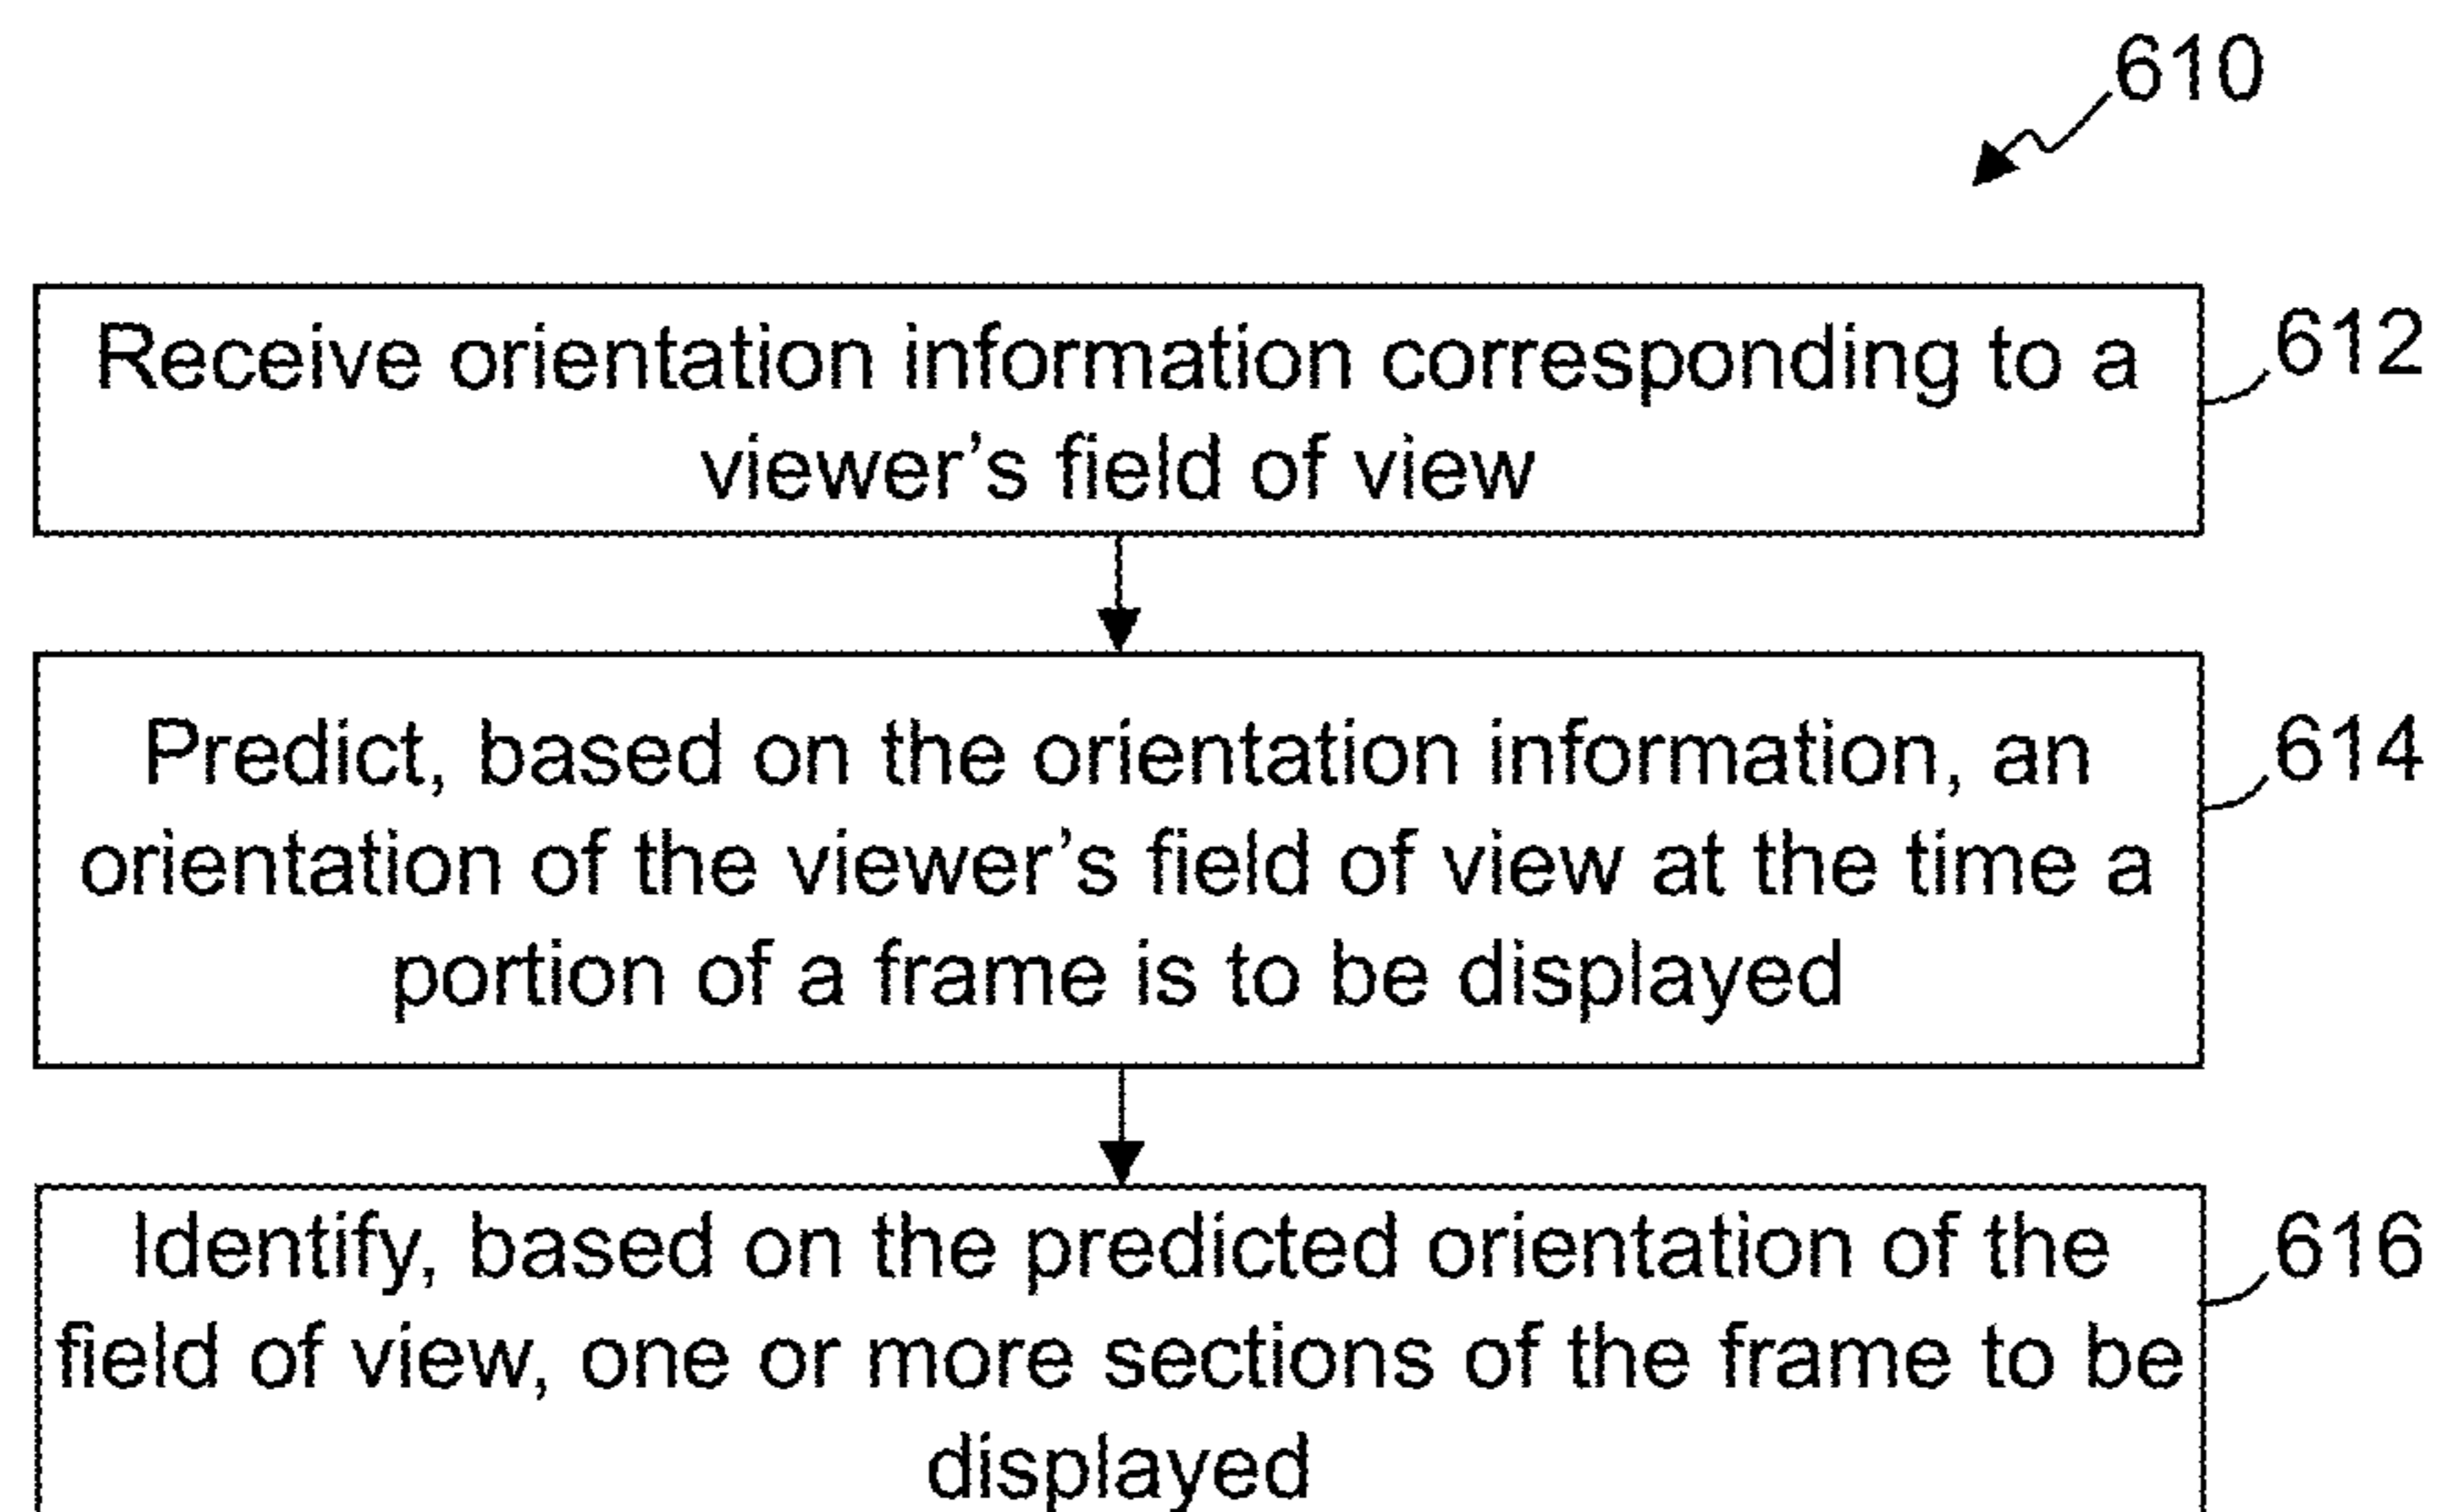 610
Receive orientation information corresponding to a
viewer's field of view
612
Predict, based on the orientation information, an
orientation of the viewer's field of view at the time a
portion of a frame is to be displayed
614
Identify, based on the predicted orientation of the
field of view, one or more sections of the frame to be
displayed
616